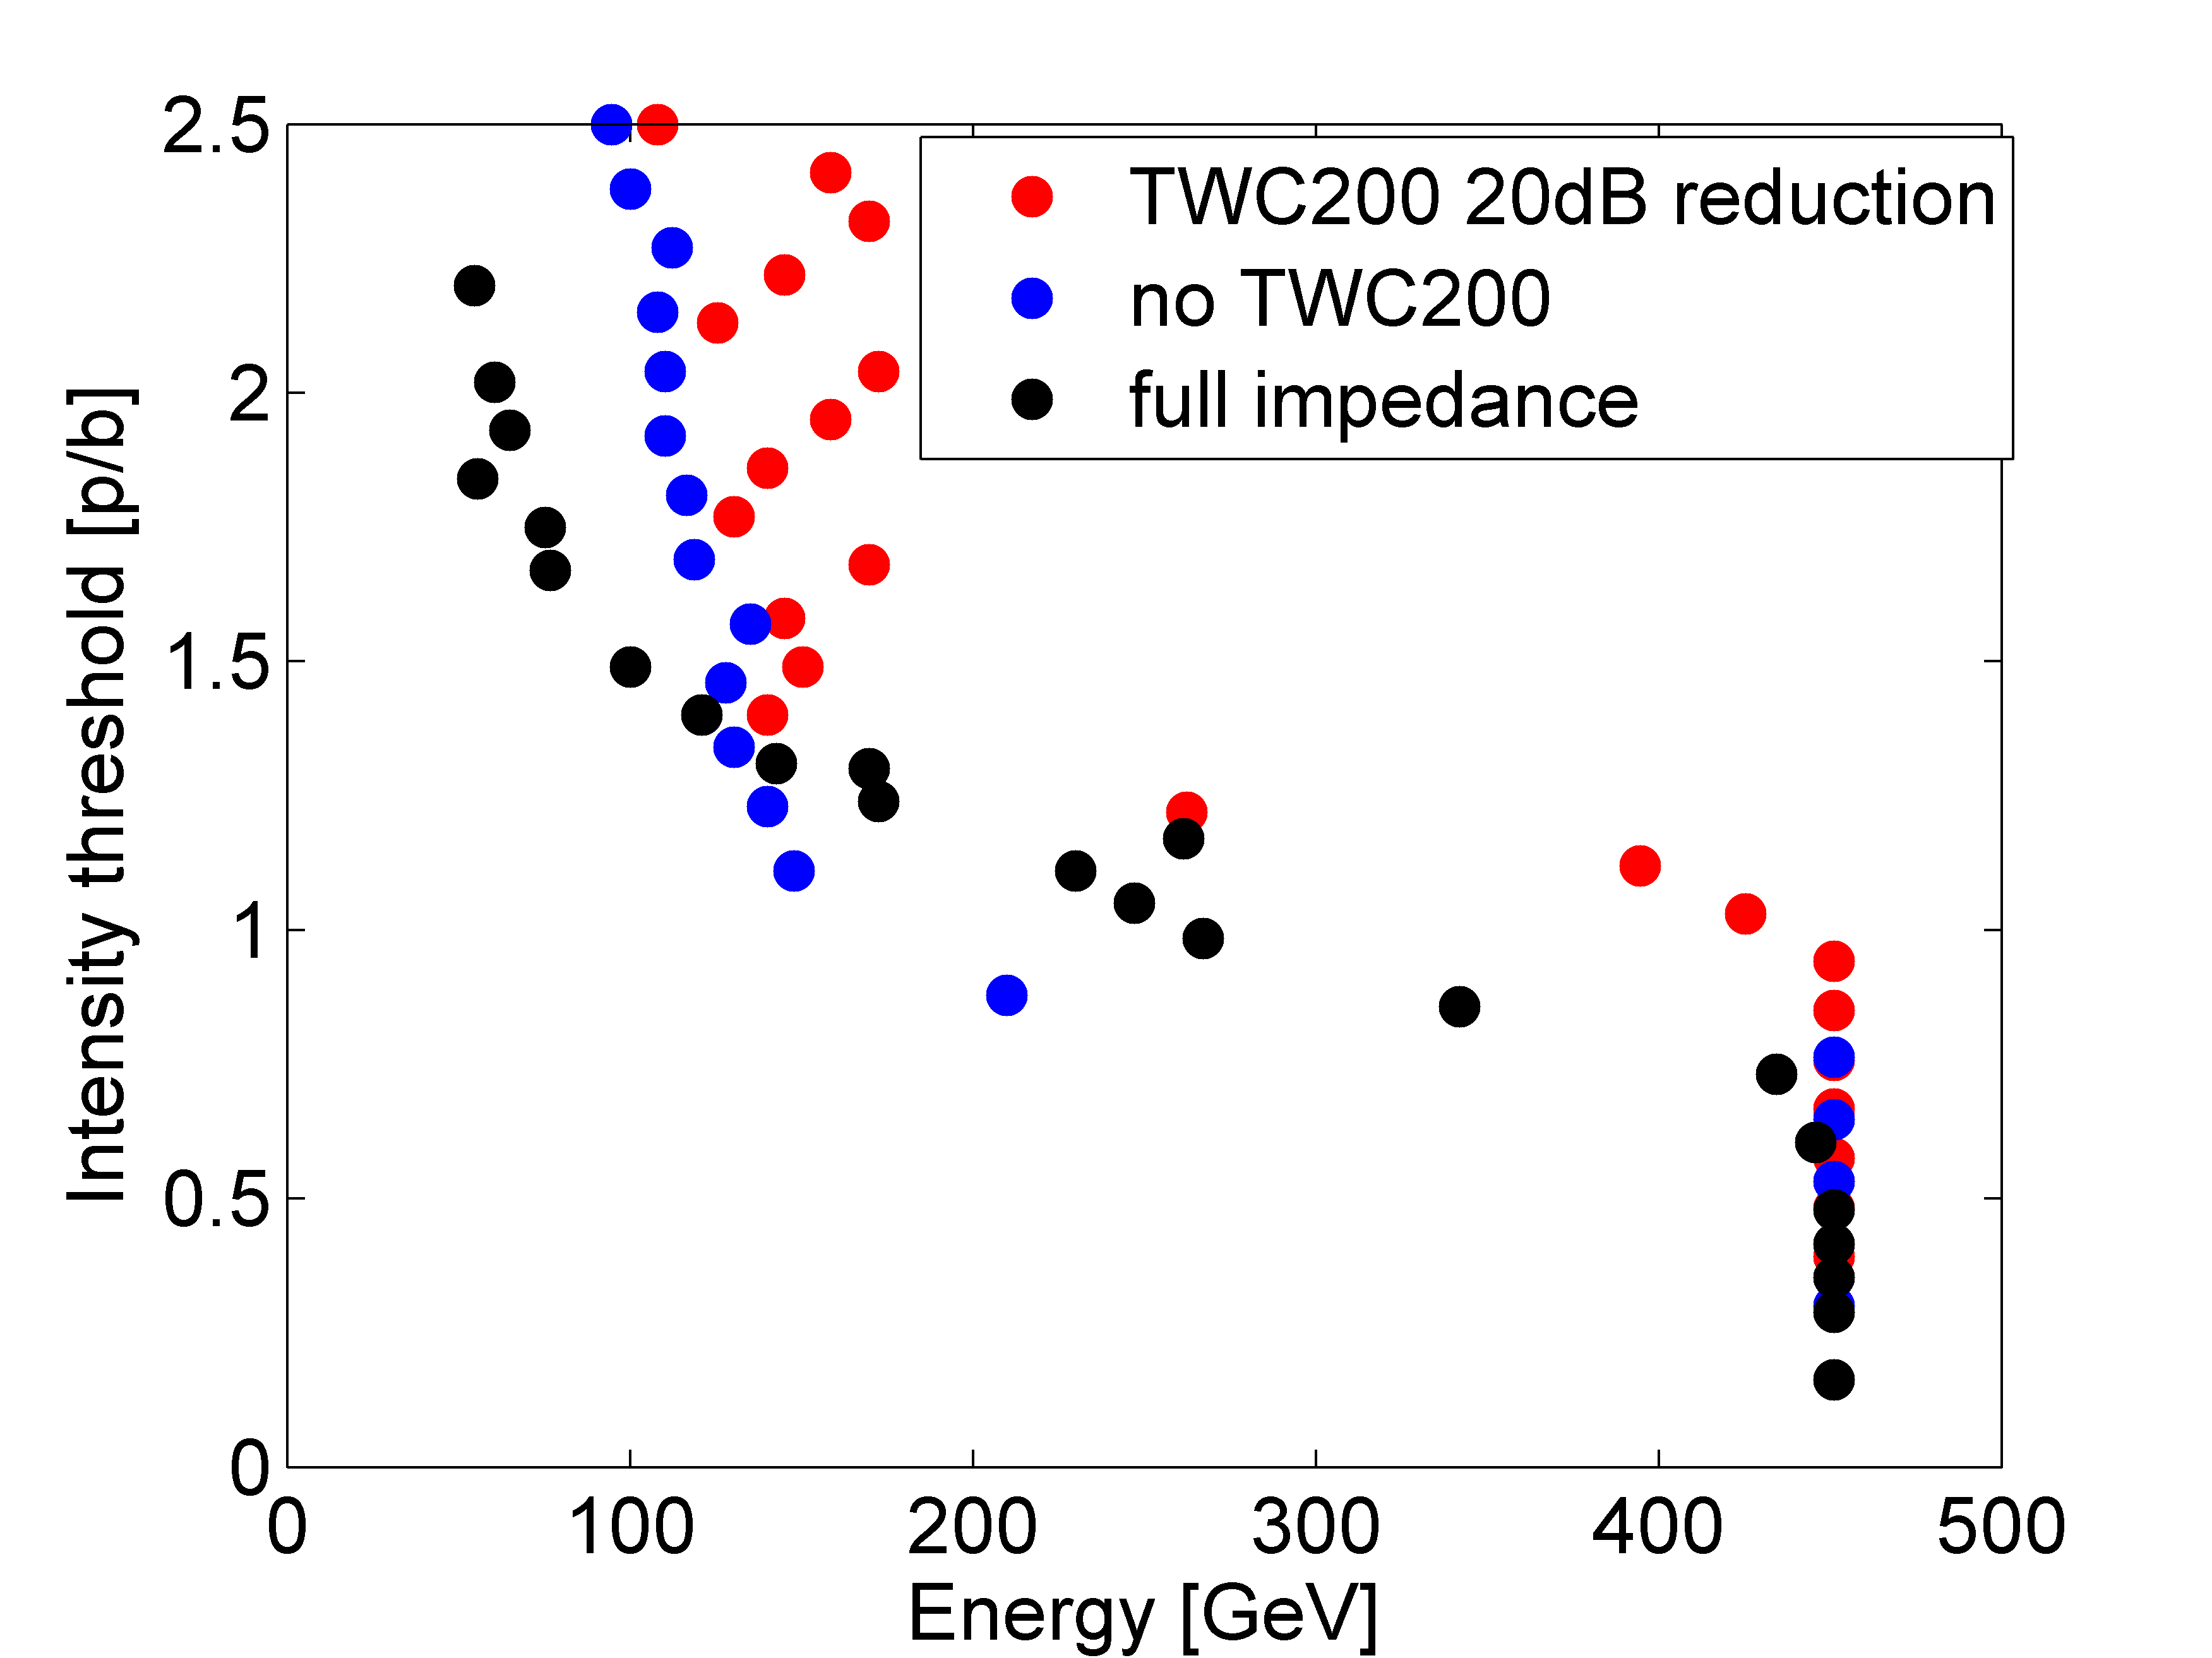 2.5
2
1.5
1
0.5
0
Intensity threshold [p/b]
TWC200 20dB reduction
no TWC200
full impedance
0 100 200 300 400 500
Energy [GeV]